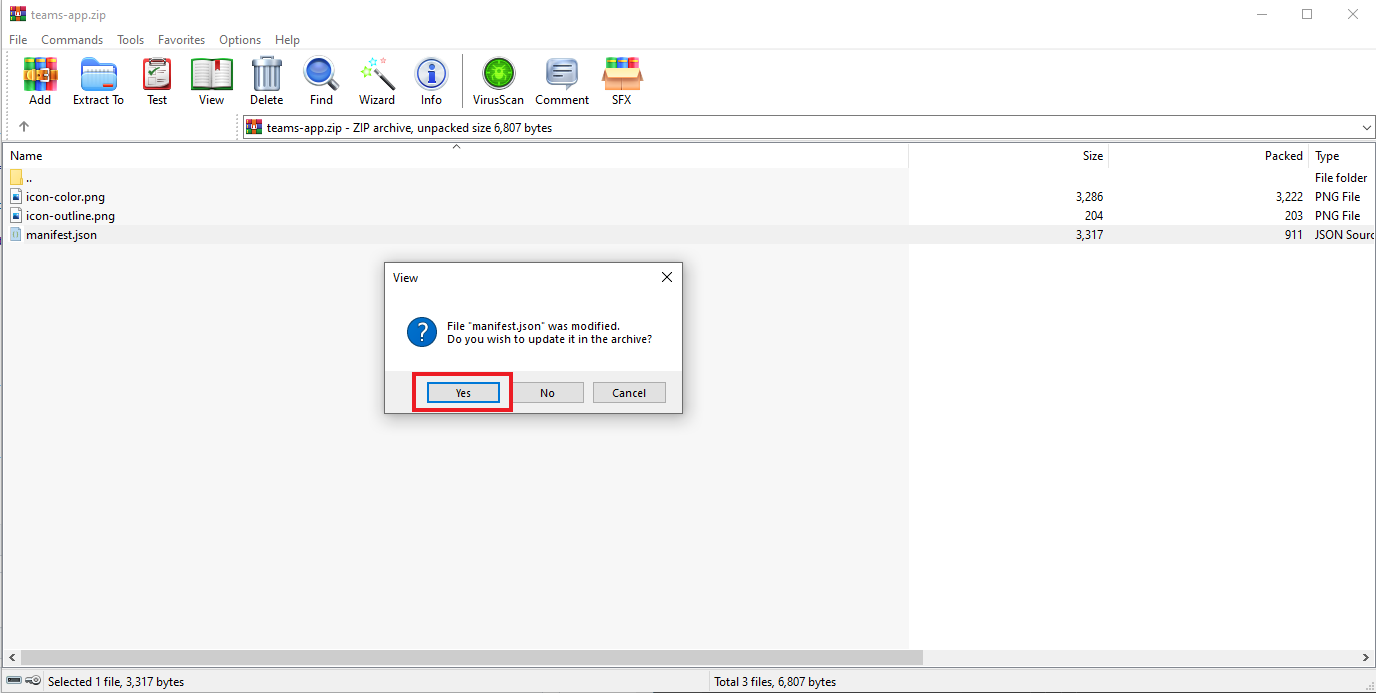 teams-app.zip
File Commands Tools Favorites Options Help
Add Extract To Test View Delete Find Wizard Info VirusScan Comment SFX
teams-app.zip - ZIP archive, unpacked size 6,807 bytes
Name Size Packed Type
.. File folder
icon-color.png 3,286 3,222 PNG File
icon-outline.png 204 203 PNG File
manifest.json 3,317 911 JSON Sourc
View
File "manifest.json" was modified.
Do you wish to update it in the archive?
Yes No Cancel
Selected 1 file, 3,317 bytes Total 3 files, 6,807 bytes